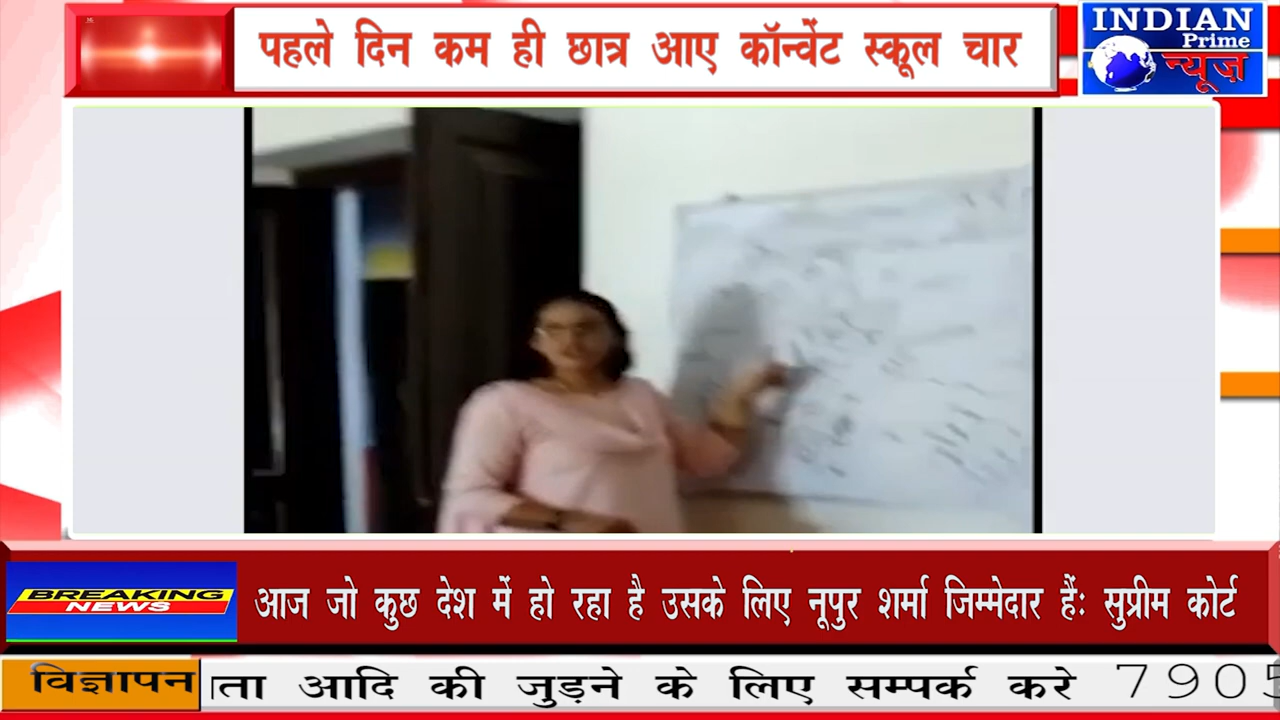 पहले दिन कम ही छात्र आए कॉन्वेंट स्कूल चार
INDIAN
Prime
न्यूज़
BREAKING
NEWS
आज जो कुछ देश में हो रहा है उसके लिए नूपुर शर्मा जिम्मेदार हैंः सुप्रीम कोर्ट
विज्ञापन
ता आदि की जुड़ने के लिए सम्पर्क करे 7905